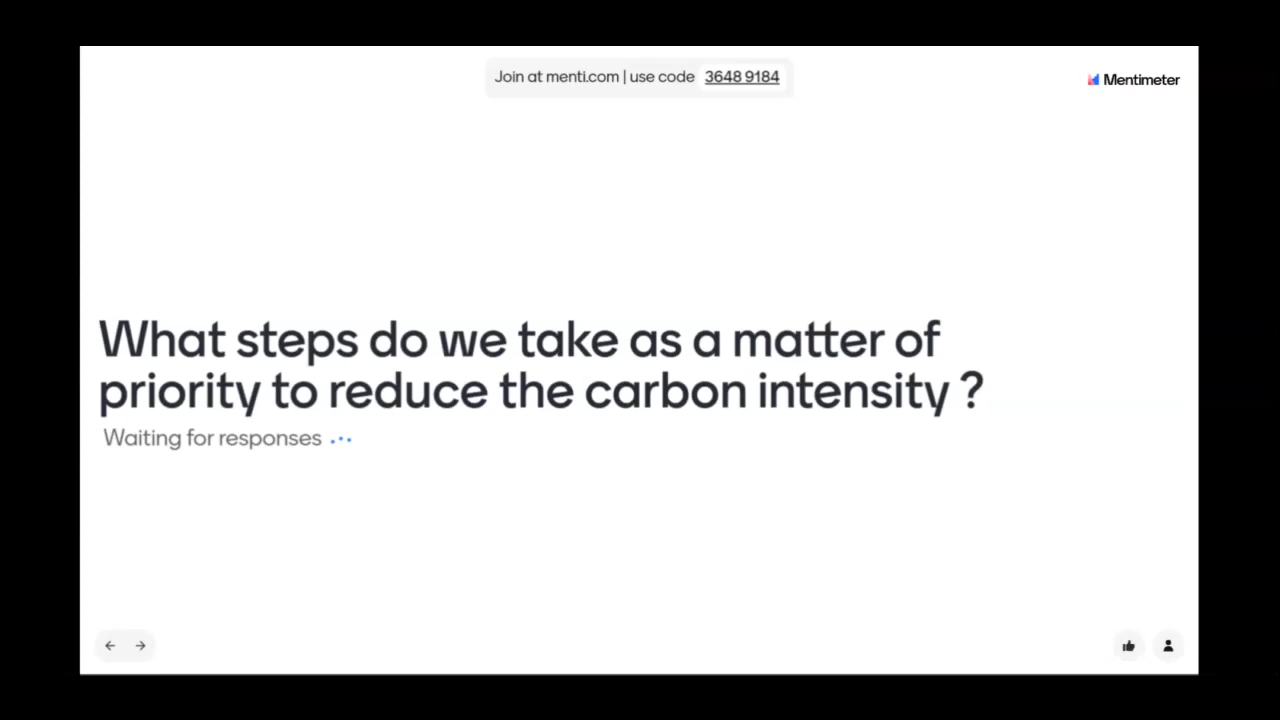 Join at menti.com | use code 3648 9184
Mentimeter
What steps do we take as a matter of
priority to reduce the carbon intensity ?
Waiting for responses ...